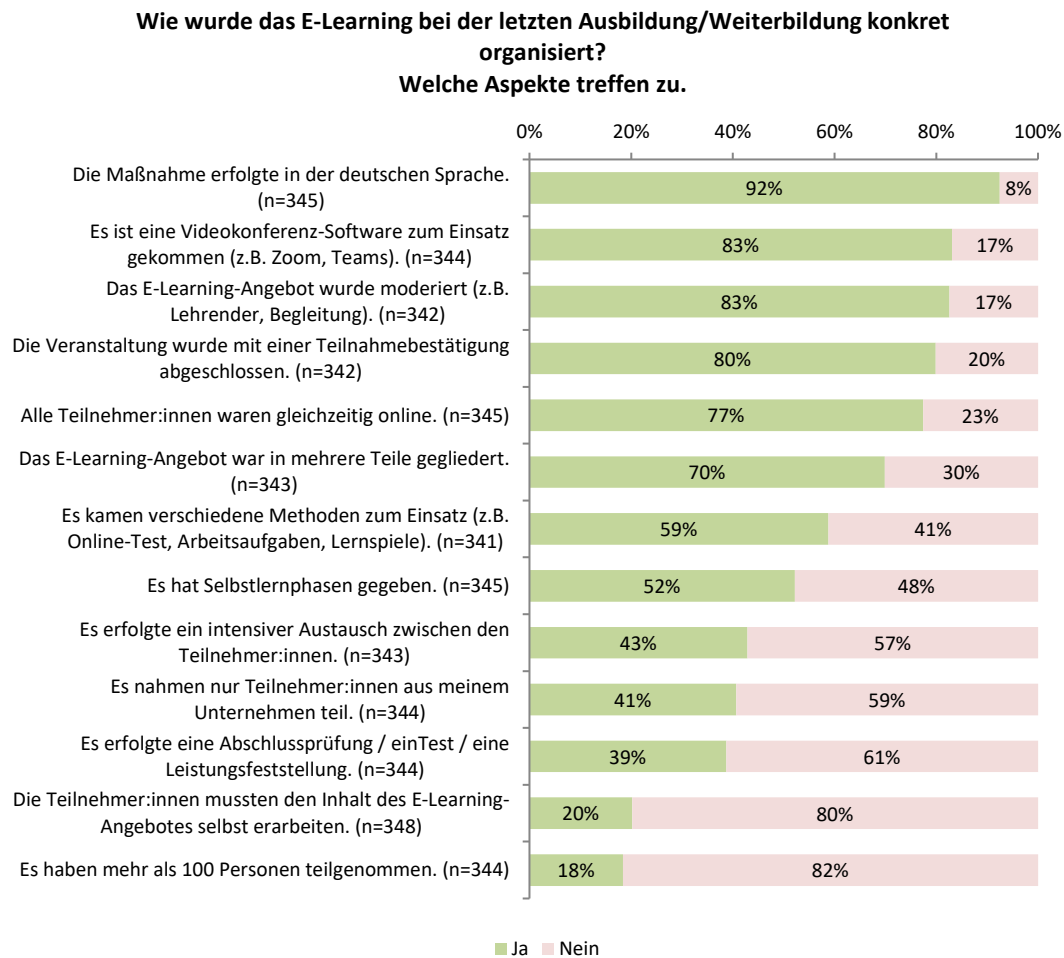 Wie wurde das E-Learning bei der letzten Ausbildung/Weiterbildung konkret
organisiert?
Welche Aspekte treffen zu.
0% 20% 40% 60% 80% 100%
Die Maßnahme erfolgte in der deutschen Sprache.
(n=345)
92% 8%
Es ist eine Videokonferenz-Software zum Einsatz
gekommen (z.B. Zoom, Teams). (n=344)
83% 17%
Das E-Learning-Angebot wurde moderiert (z.B.
Lehrender, Begleitung). (n=342)
83% 17%
Die Veranstaltung wurde mit einer Teilnahmebestätigung
abgeschlossen. (n=342)
80% 20%
Alle Teilnehmer:innen waren gleichzeitig online. (n=345)
77% 23%
Das E-Learning-Angebot war in mehrere Teile gegliedert.
(n=343)
70% 30%
Es kamen verschiedene Methoden zum Einsatz (z.B.
Online-Test, Arbeitsaufgaben, Lernspiele). (n=341)
59% 41%
Es hat Selbstlernphasen gegeben. (n=345)
52% 48%
Es erfolgte ein intensiver Austausch zwischen den
Teilnehmer:innen. (n=343)
43% 57%
Es nahmen nur Teilnehmer:innen aus meinem
Unternehmen teil. (n=344)
41% 59%
Es erfolgte eine Abschlussprüfung / einTest / eine
Leistungsfeststellung. (n=344)
39% 61%
Die Teilnehmer:innen mussten den Inhalt des E-Learning-
Angebotes selbst erarbeiten. (n=348)
20% 80%
Es haben mehr als 100 Personen teilgenommen. (n=344)
18% 82%
Ja Nein